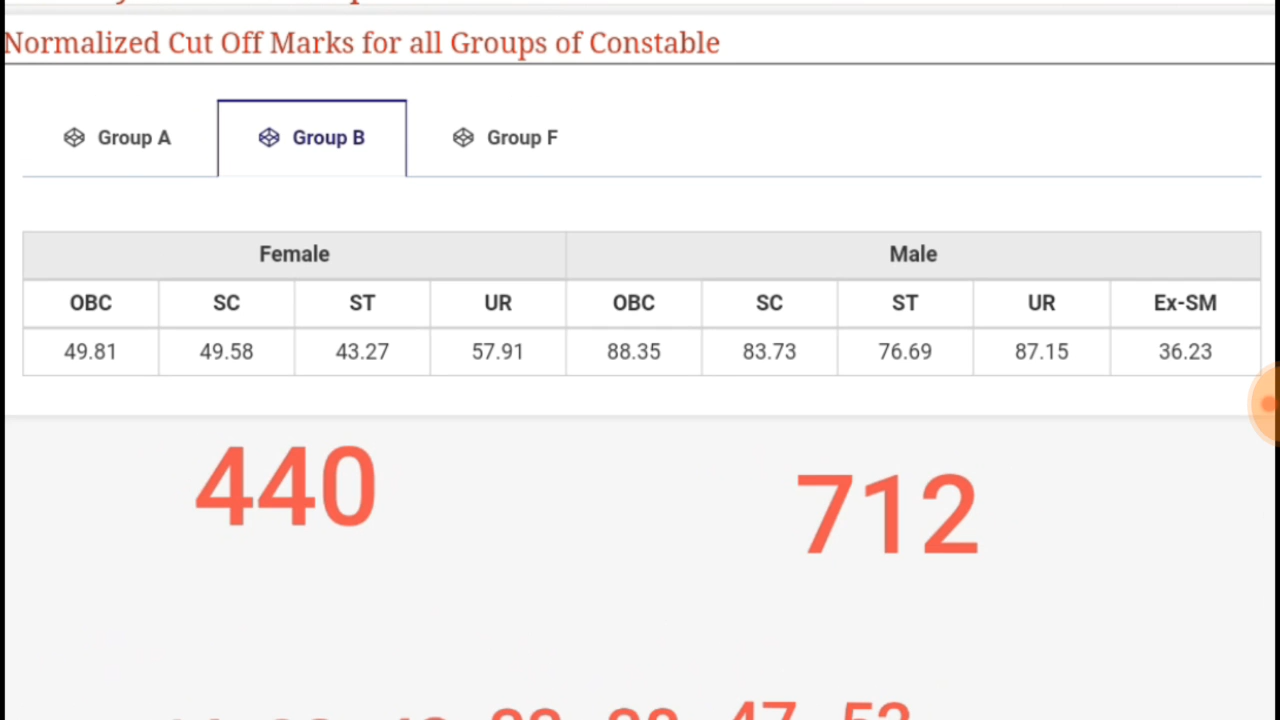 Normalized Cut Off Marks for all Groups of Constable
Group A Group B Group F
Female Male
OBC SC ST UR OBC SC ST UR Ex-SM
49.81 49.58 43.27 57.91 88.35 83.73 76.69 87.15 36.23
440 712
47 53